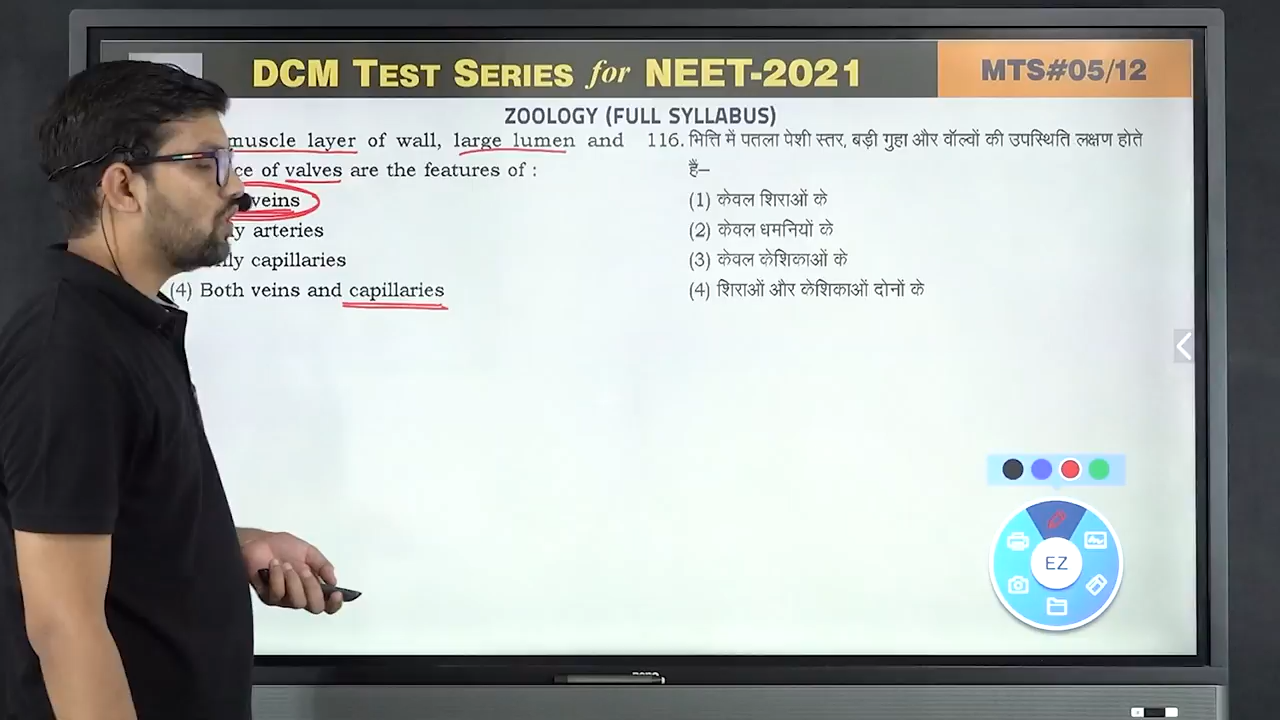 DCM TEST SERIES for NEET-2021
MTS#05/12
ZOOLOGY (FULL SYLLABUS)
muscle layer of wall, large lumen and
of valves are the features of :
veins
arteries
capillaries
(4) Both veins and capillaries
116. भित्ति में पतला पेशी स्तर, बड़ी गुहा और वॉल्वों की उपस्थिति लक्षण होते
हैं–
(1) केवल शिराओं के
(2) केवल धमनियों के
(3) केवल केशिकाओं के
(4) शिराओं और केशिकाओं दोनों के
EZ